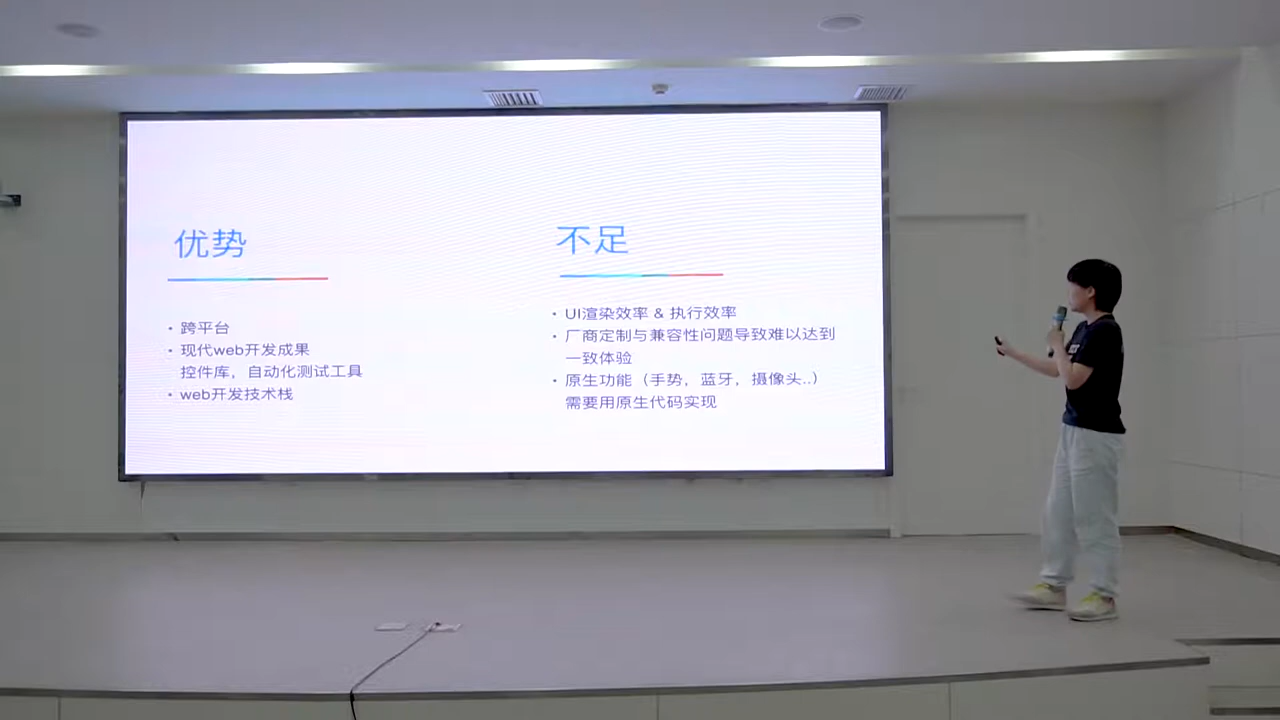 优势
• 跨平台
• 现代web开发成果
控件库，自动化测试工具
• web开发技术栈
不足
• UI渲染效率 & 执行效率
• 厂商定制与兼容性问题导致难以达到
一致体验
• 原生功能（手势，蓝牙，摄像头..）
需要用原生代码实现